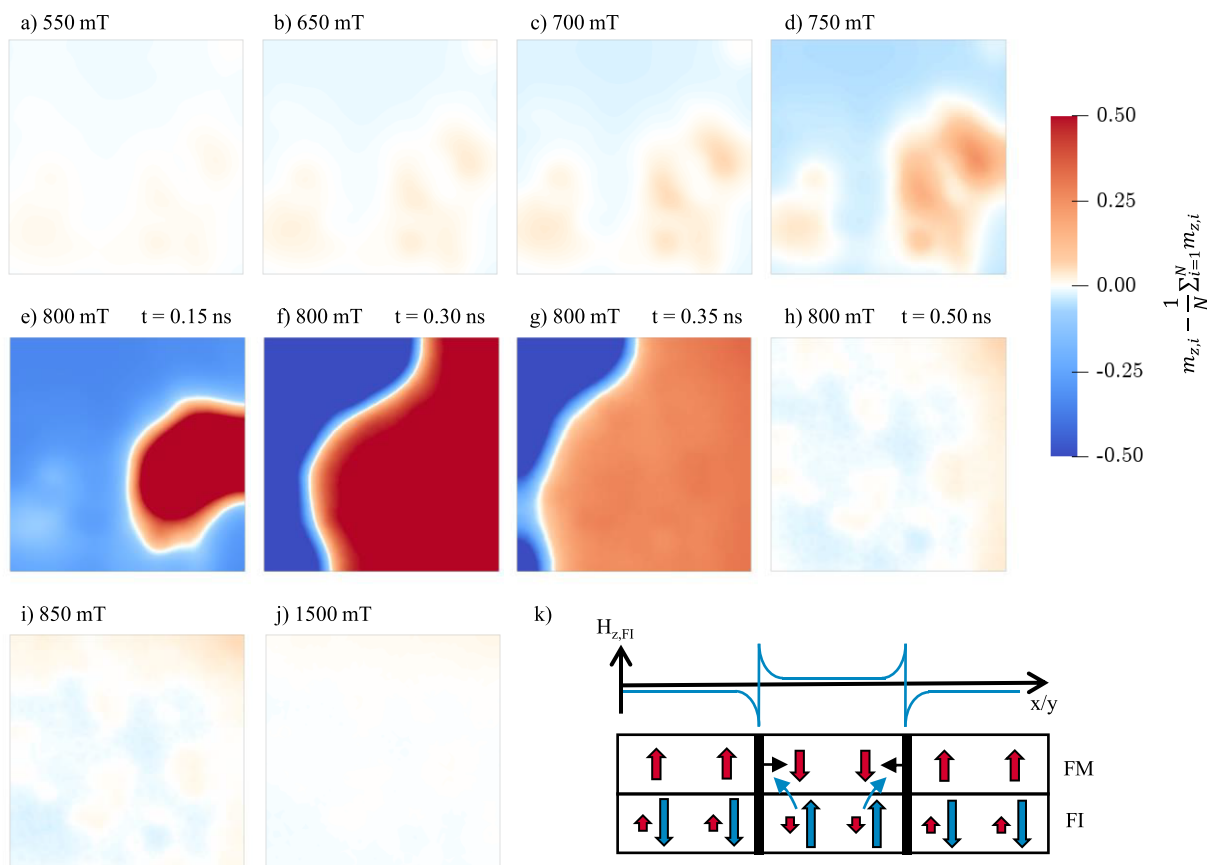 a) 550 mT
b) 650 mT
c) 700 mT
d) 750 mT
0.50
0.25
0.00
-0.25
-0.50
m_{z,i} - \frac{1}{N} \sum_{i=1}^{N} m_{z,i}
e) 800 mT t = 0.15 ns
f) 800 mT t = 0.30 ns
g) 800 mT t = 0.35 ns
h) 800 mT t = 0.50 ns
i) 850 mT
j) 1500 mT
k)
H_{z,FI}
x/y
FM
FI